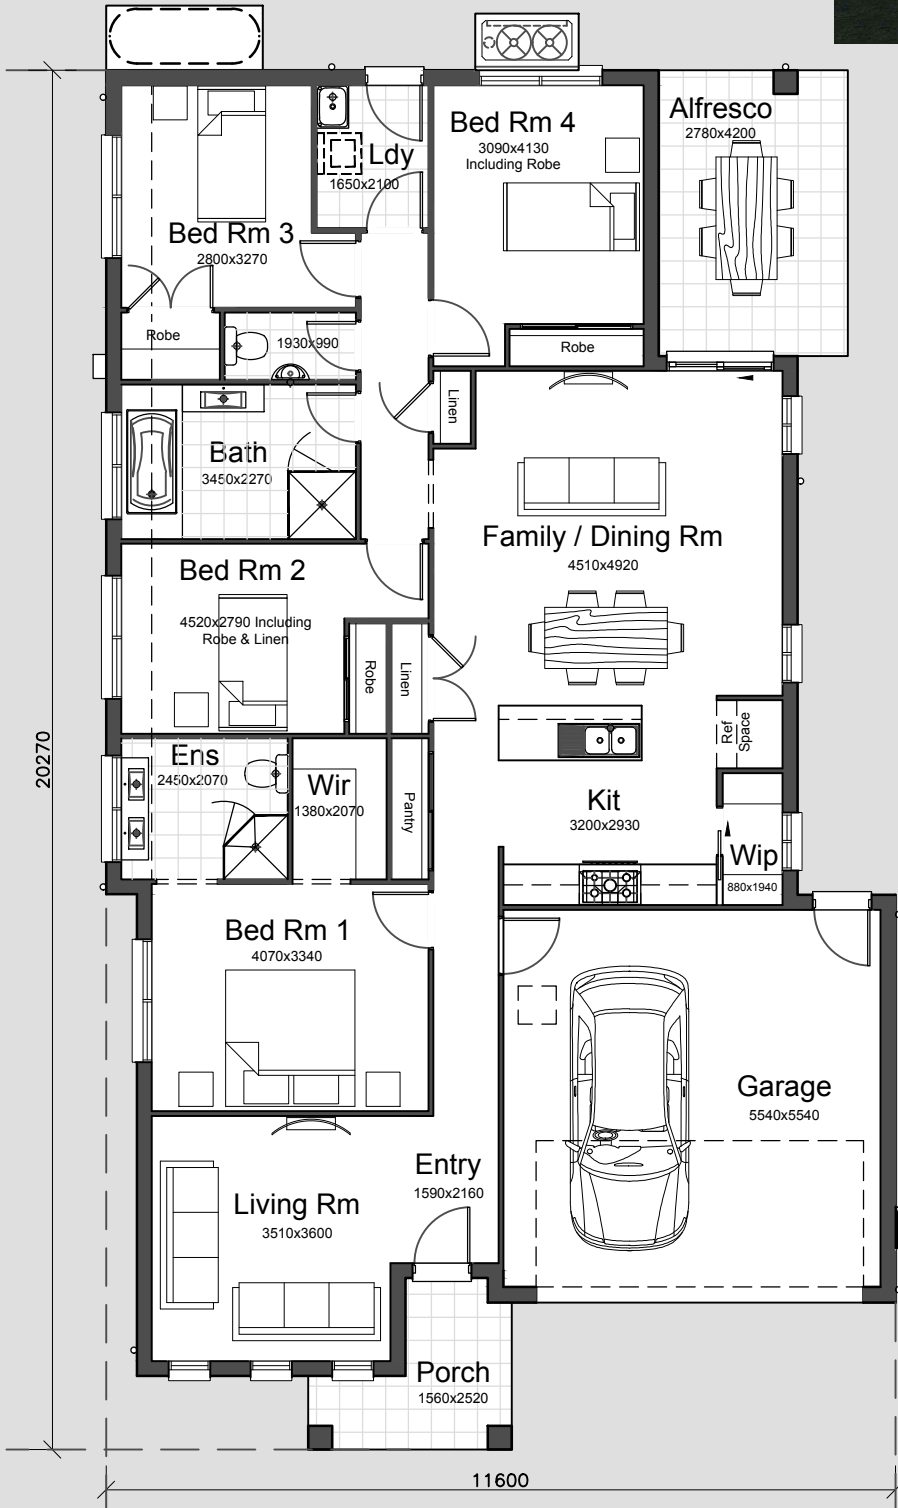 Alfresco
2780x4200
Bed Rm 4
3090x4130
Including Robe
Ldy
1650x2100
Bed Rm 3
2800x3270
Robe
1930x990
Robe
Linen
Bath
3450x2270
Family / Dining Rm
4510x4920
Bed Rm 2
4520x2790 Including
Robe & Linen
Robe
Linen
Ref
Space
Ens
2450x2070
Wir
1380x2070
Pantry
Kit
3200x2930
Wip
880x1940
Bed Rm 1
4070x3340
Garage
5540x5540
Entry
1590x2160
Living Rm
3510x3600
Porch
1560x2520
20270
11600